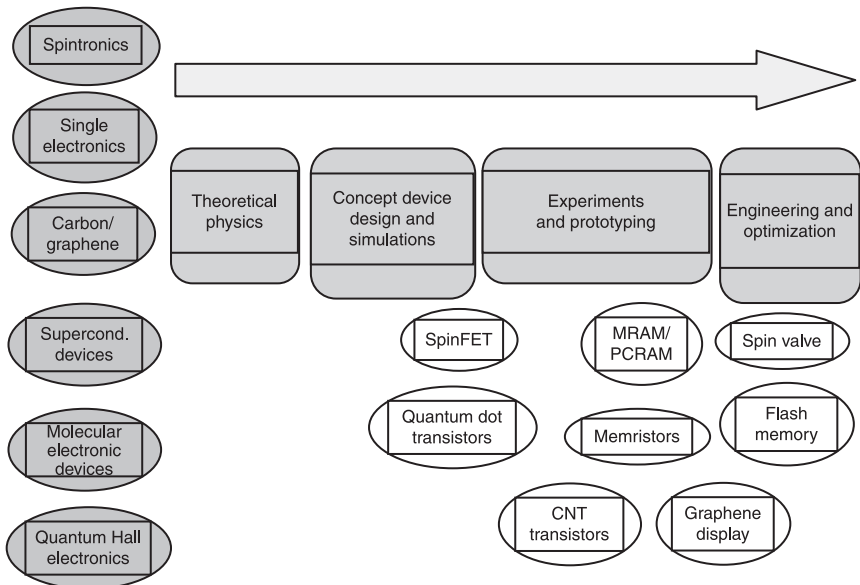 Spintronics
Single
electronics
Carbon/
graphene
Supercond.
devices
Molecular
electronic
devices
Quantum Hall
electronics
Theoretical
physics
Concept device
design and
simulations
Experiments
and prototyping
Engineering and
optimization
SpinFET
MRAM/
PCRAM
Spin valve
Quantum dot
transistors
Memristors
Flash
memory
CNT
transistors
Graphene
display